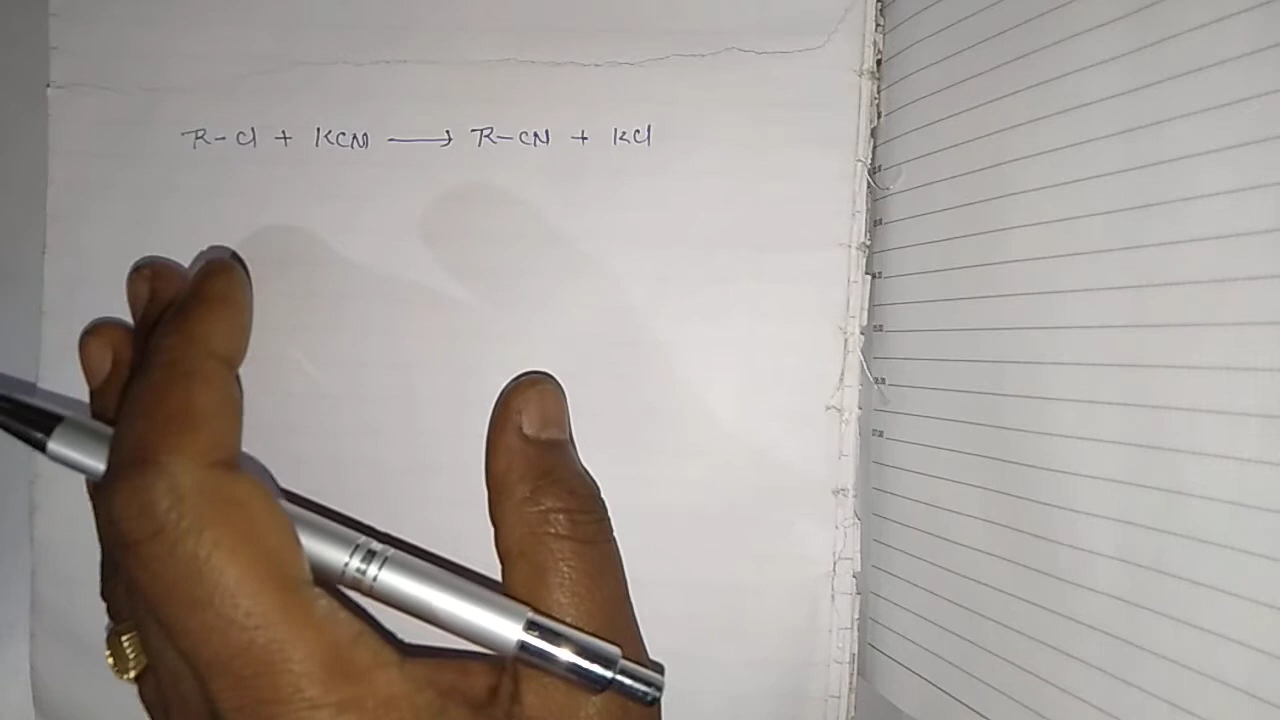 R-Cl + KCN ⟶ R-CN + KCl